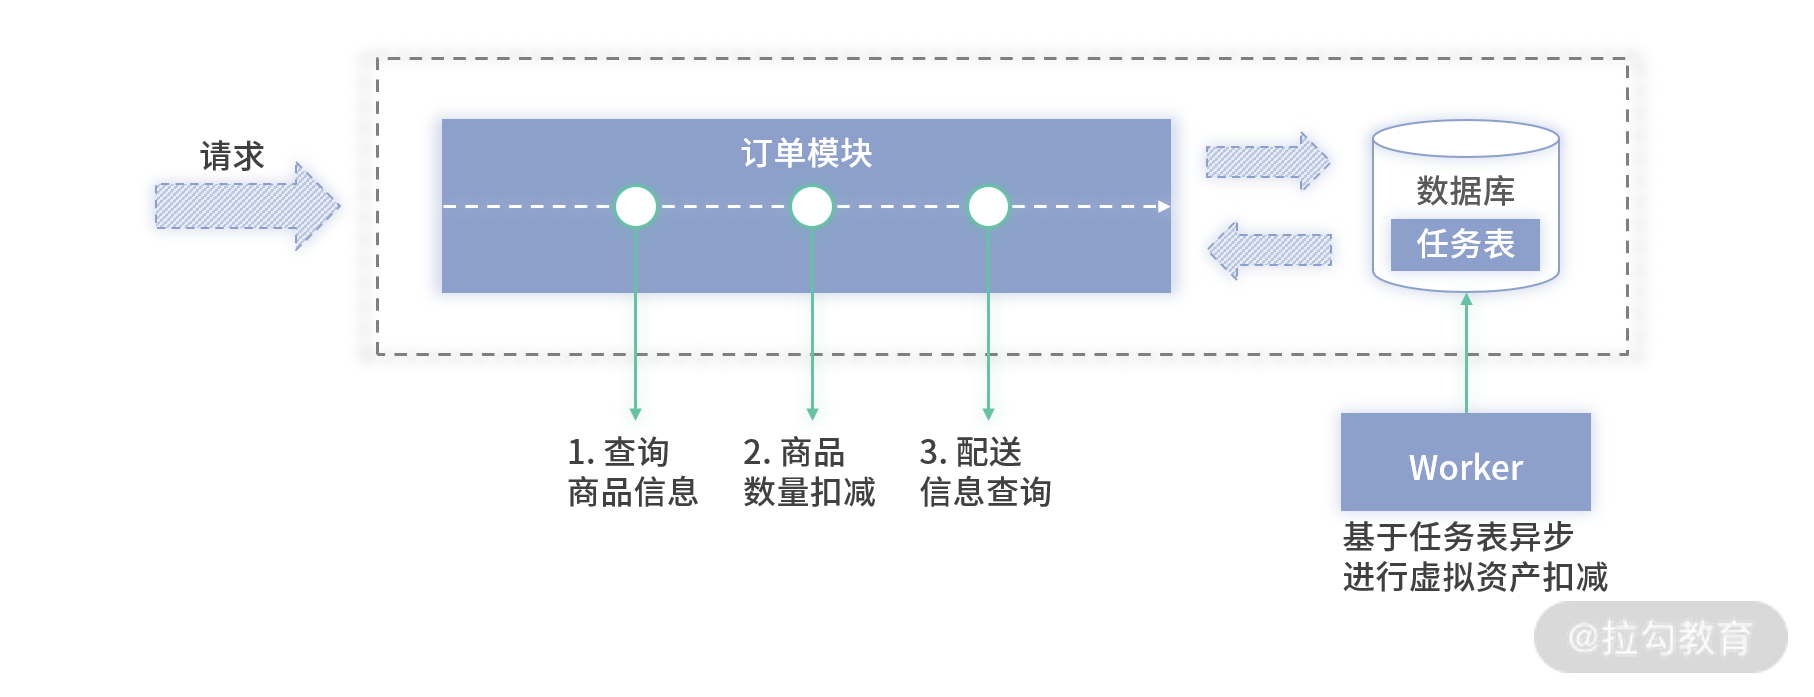 请求
订单模块
数据库
任务表
1. 查询
商品信息
2. 商品
数量扣减
3. 配送
信息查询
Worker
基于任务表异步
进行虚拟资产扣减
@拉勾教育